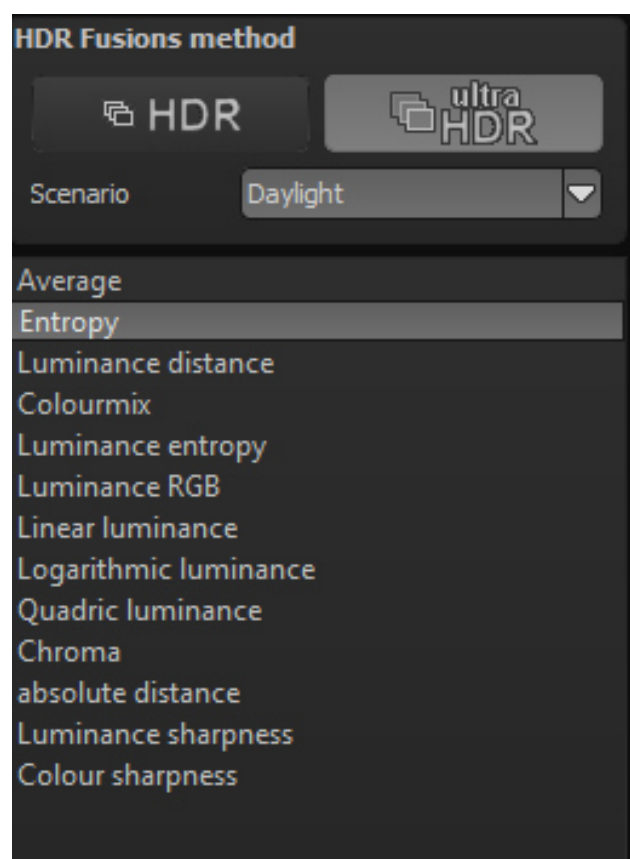 HDR Fusions method
HDR
ultra
HDR
Scenario Daylight
Average
Entropy
Luminance distance
Colourmix
Luminance entropy
Luminance RGB
Linear luminance
Logarithmic luminance
Quadric luminance
Chroma
absolute distance
Luminance sharpness
Colour sharpness